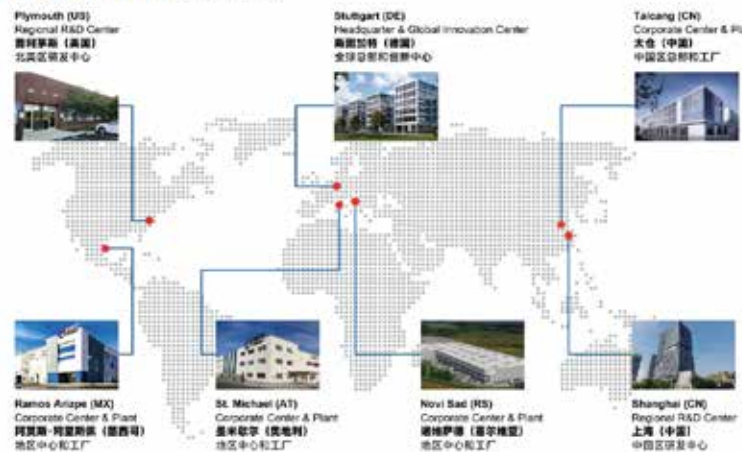 Plymouth (US)
Regional R&D Center
普利茅斯（美国）
北美区研发中心
Stuttgart (DE)
Headquarter & Global Innovation Center
斯图加特（德国）
全球总部和创新中心
Taicang (CN)
Corporate Center & Pla
太仓（中国）
中国区总部和工厂
Ramos Arizpe (MX)
Corporate Center & Plant
阿莫斯-阿里斯佩（墨西哥）
地区中心和工厂
St. Michael (AT)
Corporate Center & Plant
圣米歇尔（奥地利）
地区中心和工厂
Novi Sad (RS)
Corporate Center & Plant
诺维萨德（塞尔维亚）
地区中心和工厂
Shanghai (CN)
Regional R&D Center
上海（中国）
中国区研发中心